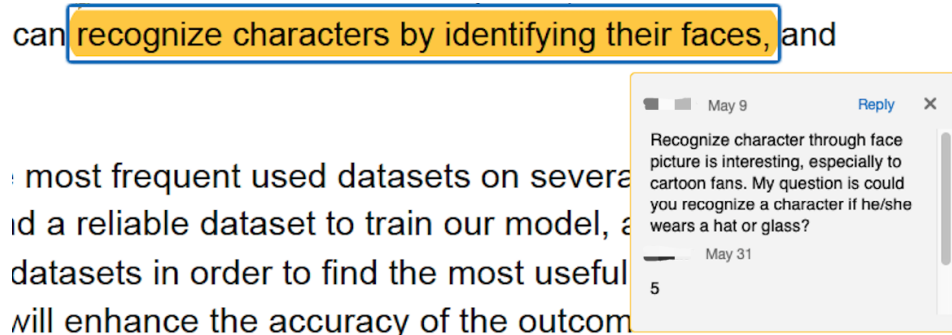 can recognize characters by identifying their faces, and
May 9 Reply
Recognize character through face
picture is interesting, especially to
cartoon fans. My question is could
you recognize a character if he/she
wears a hat or glass?
May 31
5
most frequent used datasets on severa
d a reliable dataset to train our model,
datasets in order to find the most useful
will enhance the accuracy of the outcom